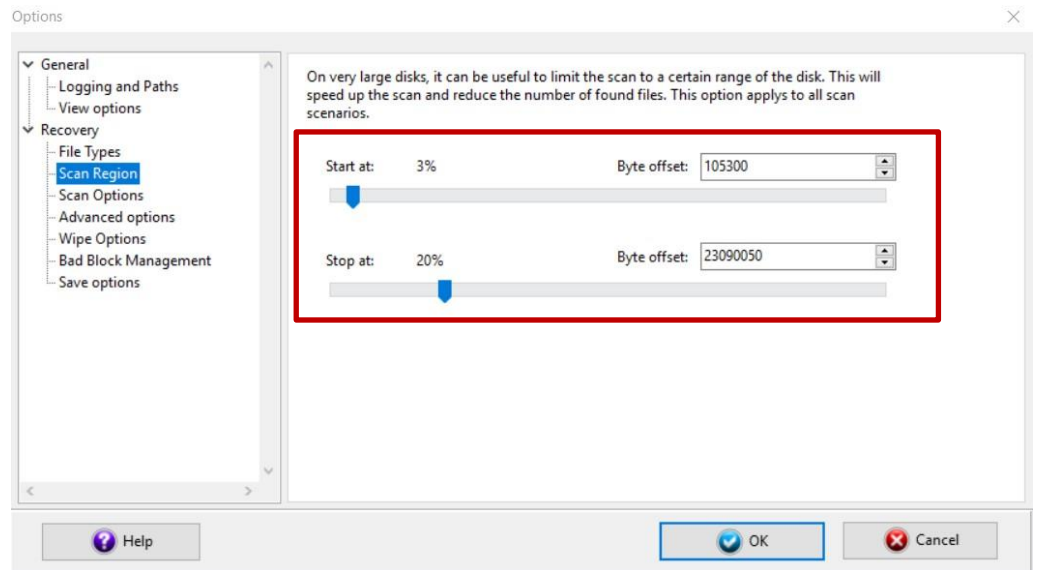 Options
General
Logging and Paths
View options
Recovery
File Types
Scan Region
Scan Options
Advanced options
Wipe Options
Bad Block Management
Save options
On very large disks, it can be useful to limit the scan to a certain range of the disk. This will
speed up the scan and reduce the number of found files. This option applys to all scan
scenarios.
Start at: 3% Byte offset: 105300
Stop at: 20% Byte offset: 23090050
Help OK Cancel